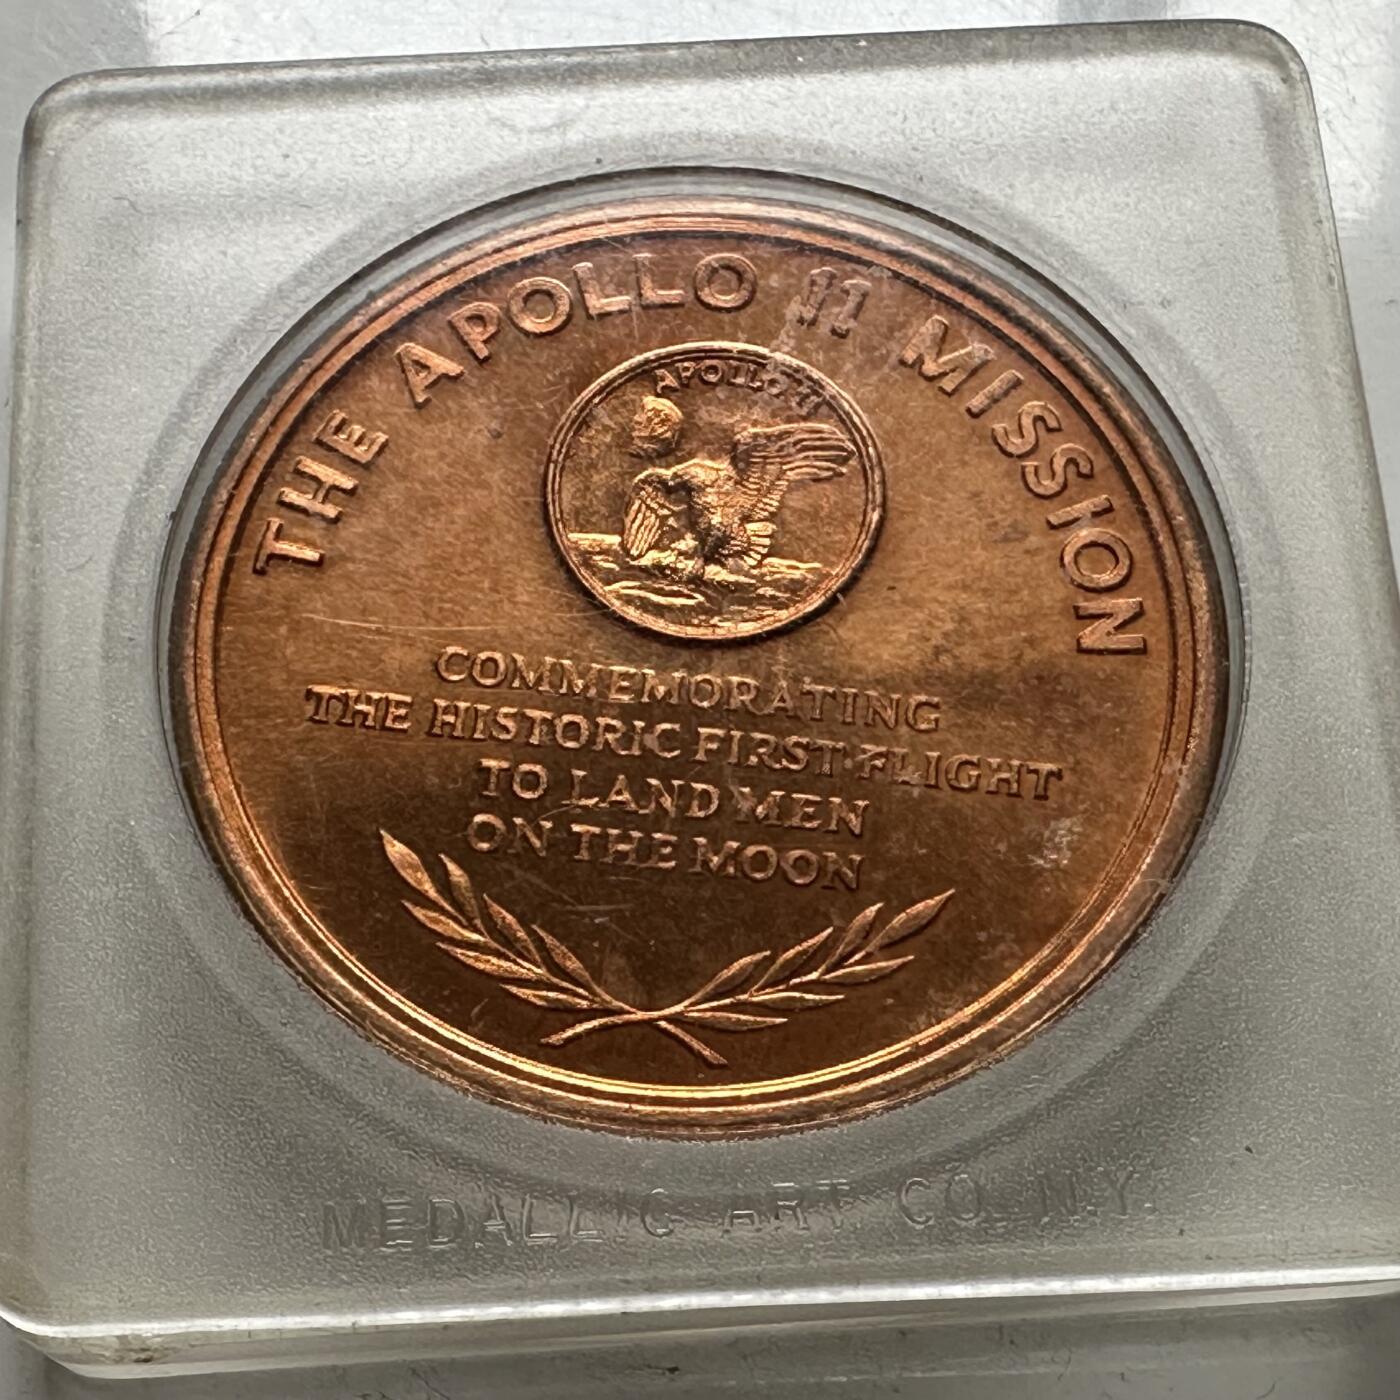 THE APOLLO 11 MISSION
APOLLO 11
COMMEMORATING
THE HISTORIC FIRST FLIGHT
TO LAND MEN
ON THE MOON
MEDALLIC ART CO. N.Y.